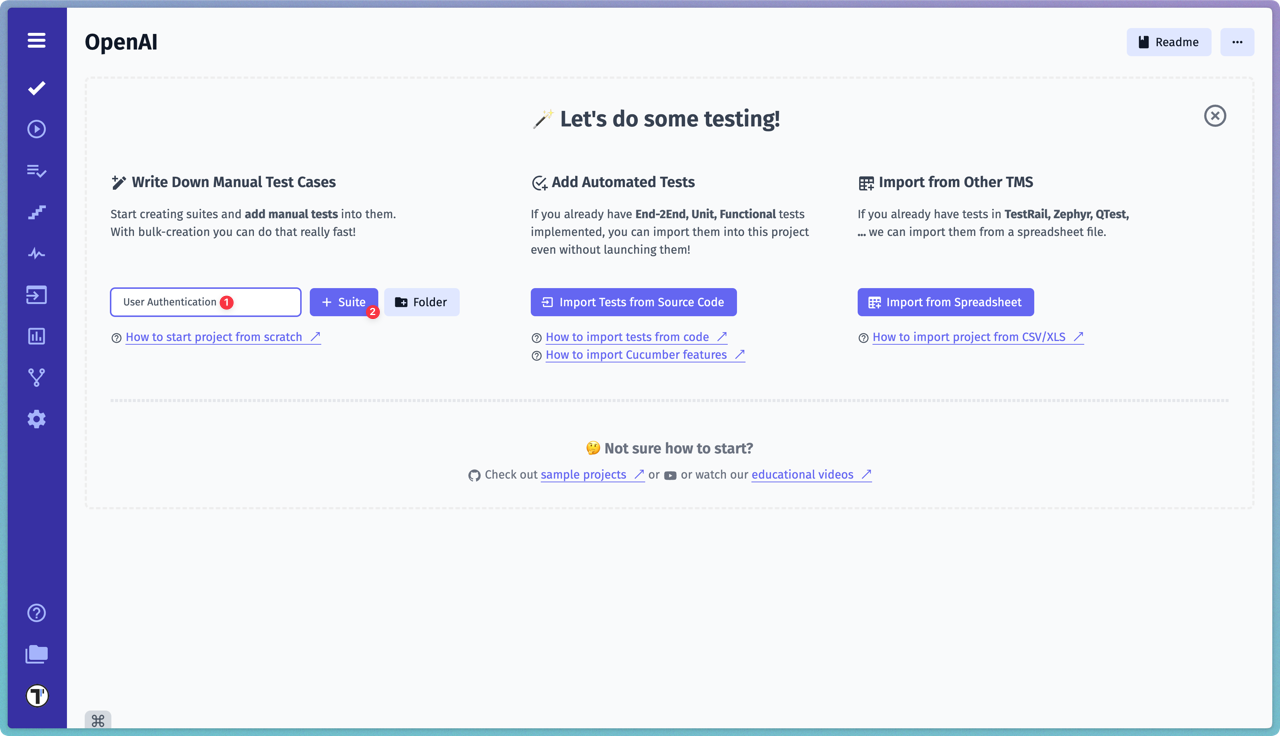 OpenAI
Readme
Let's do some testing!
Write Down Manual Test Cases
Start creating suites and add manual tests into them.
With bulk-creation you can do that really fast!
User Authentication 1
+ Suite 2
Folder
How to start project from scratch
Add Automated Tests
If you already have End-2End, Unit, Functional tests
implemented, you can import them into this project
even without launching them!
Import Tests from Source Code
How to import tests from code
How to import Cucumber features
Import from Other TMS
If you already have tests in TestRail, Zephyr, QTest,
... we can import them from a spreadsheet file.
Import from Spreadsheet
How to import project from CSV/XLS
Not sure how to start?
Check out sample projects or or watch our educational videos